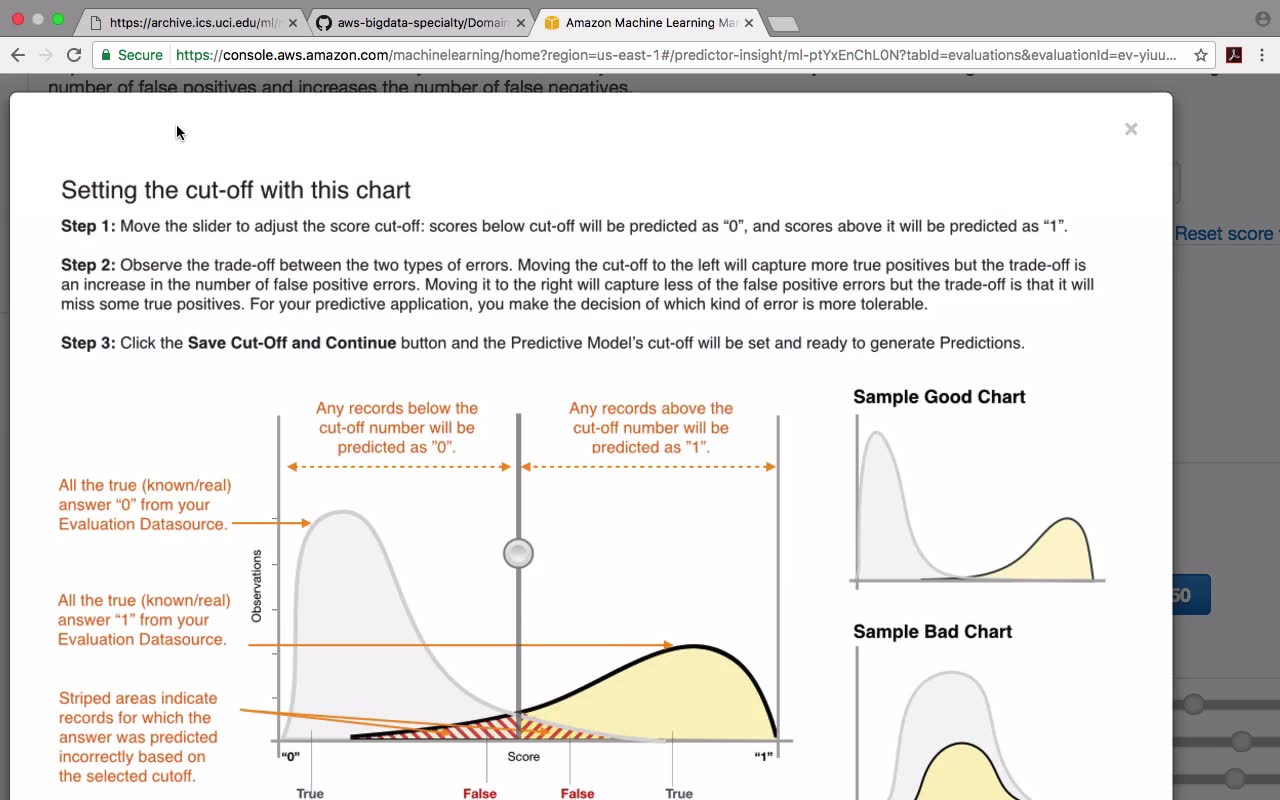 https://archive.ics.uci.edu/ml/
aws-bigdata-specialty/Domain
Amazon Machine Learning Ma
Secure
https://console.aws.amazon.com/machinelearning/home?region=us-east-1#/predictor-insight/ml-ptYxEnChL0N?tabId=evaluations&evaluationId=ev-yiuu...
number of false positives and increases the number of false negatives.
×
Setting the cut-off with this chart
Step 1: Move the slider to adjust the score cut-off: scores below cut-off will be predicted as “0”, and scores above it will be predicted as “1”.
Reset score
Step 2: Observe the trade-off between the two types of errors. Moving the cut-off to the left will capture more true positives but the trade-off is
an increase in the number of false positive errors. Moving it to the right will capture less of the false positive errors but the trade-off is that it will
miss some true positives. For your predictive application, you make the decision of which kind of error is more tolerable.
Step 3: Click the Save Cut-Off and Continue button and the Predictive Model’s cut-off will be set and ready to generate Predictions.
Any records below the
cut-off number will be
predicted as ”0”.
Any records above the
cut-off number will be
predicted as ”1”.
Sample Good Chart
All the true (known/real)
answer “0” from your
Evaluation Datasource.
Observations
All the true (known/real)
answer “1” from your
Evaluation Datasource.
50
Sample Bad Chart
Striped areas indicate
records for which the
answer was predicted
incorrectly based on
the selected cutoff.
“0”
Score
“1”
True
False
False
True